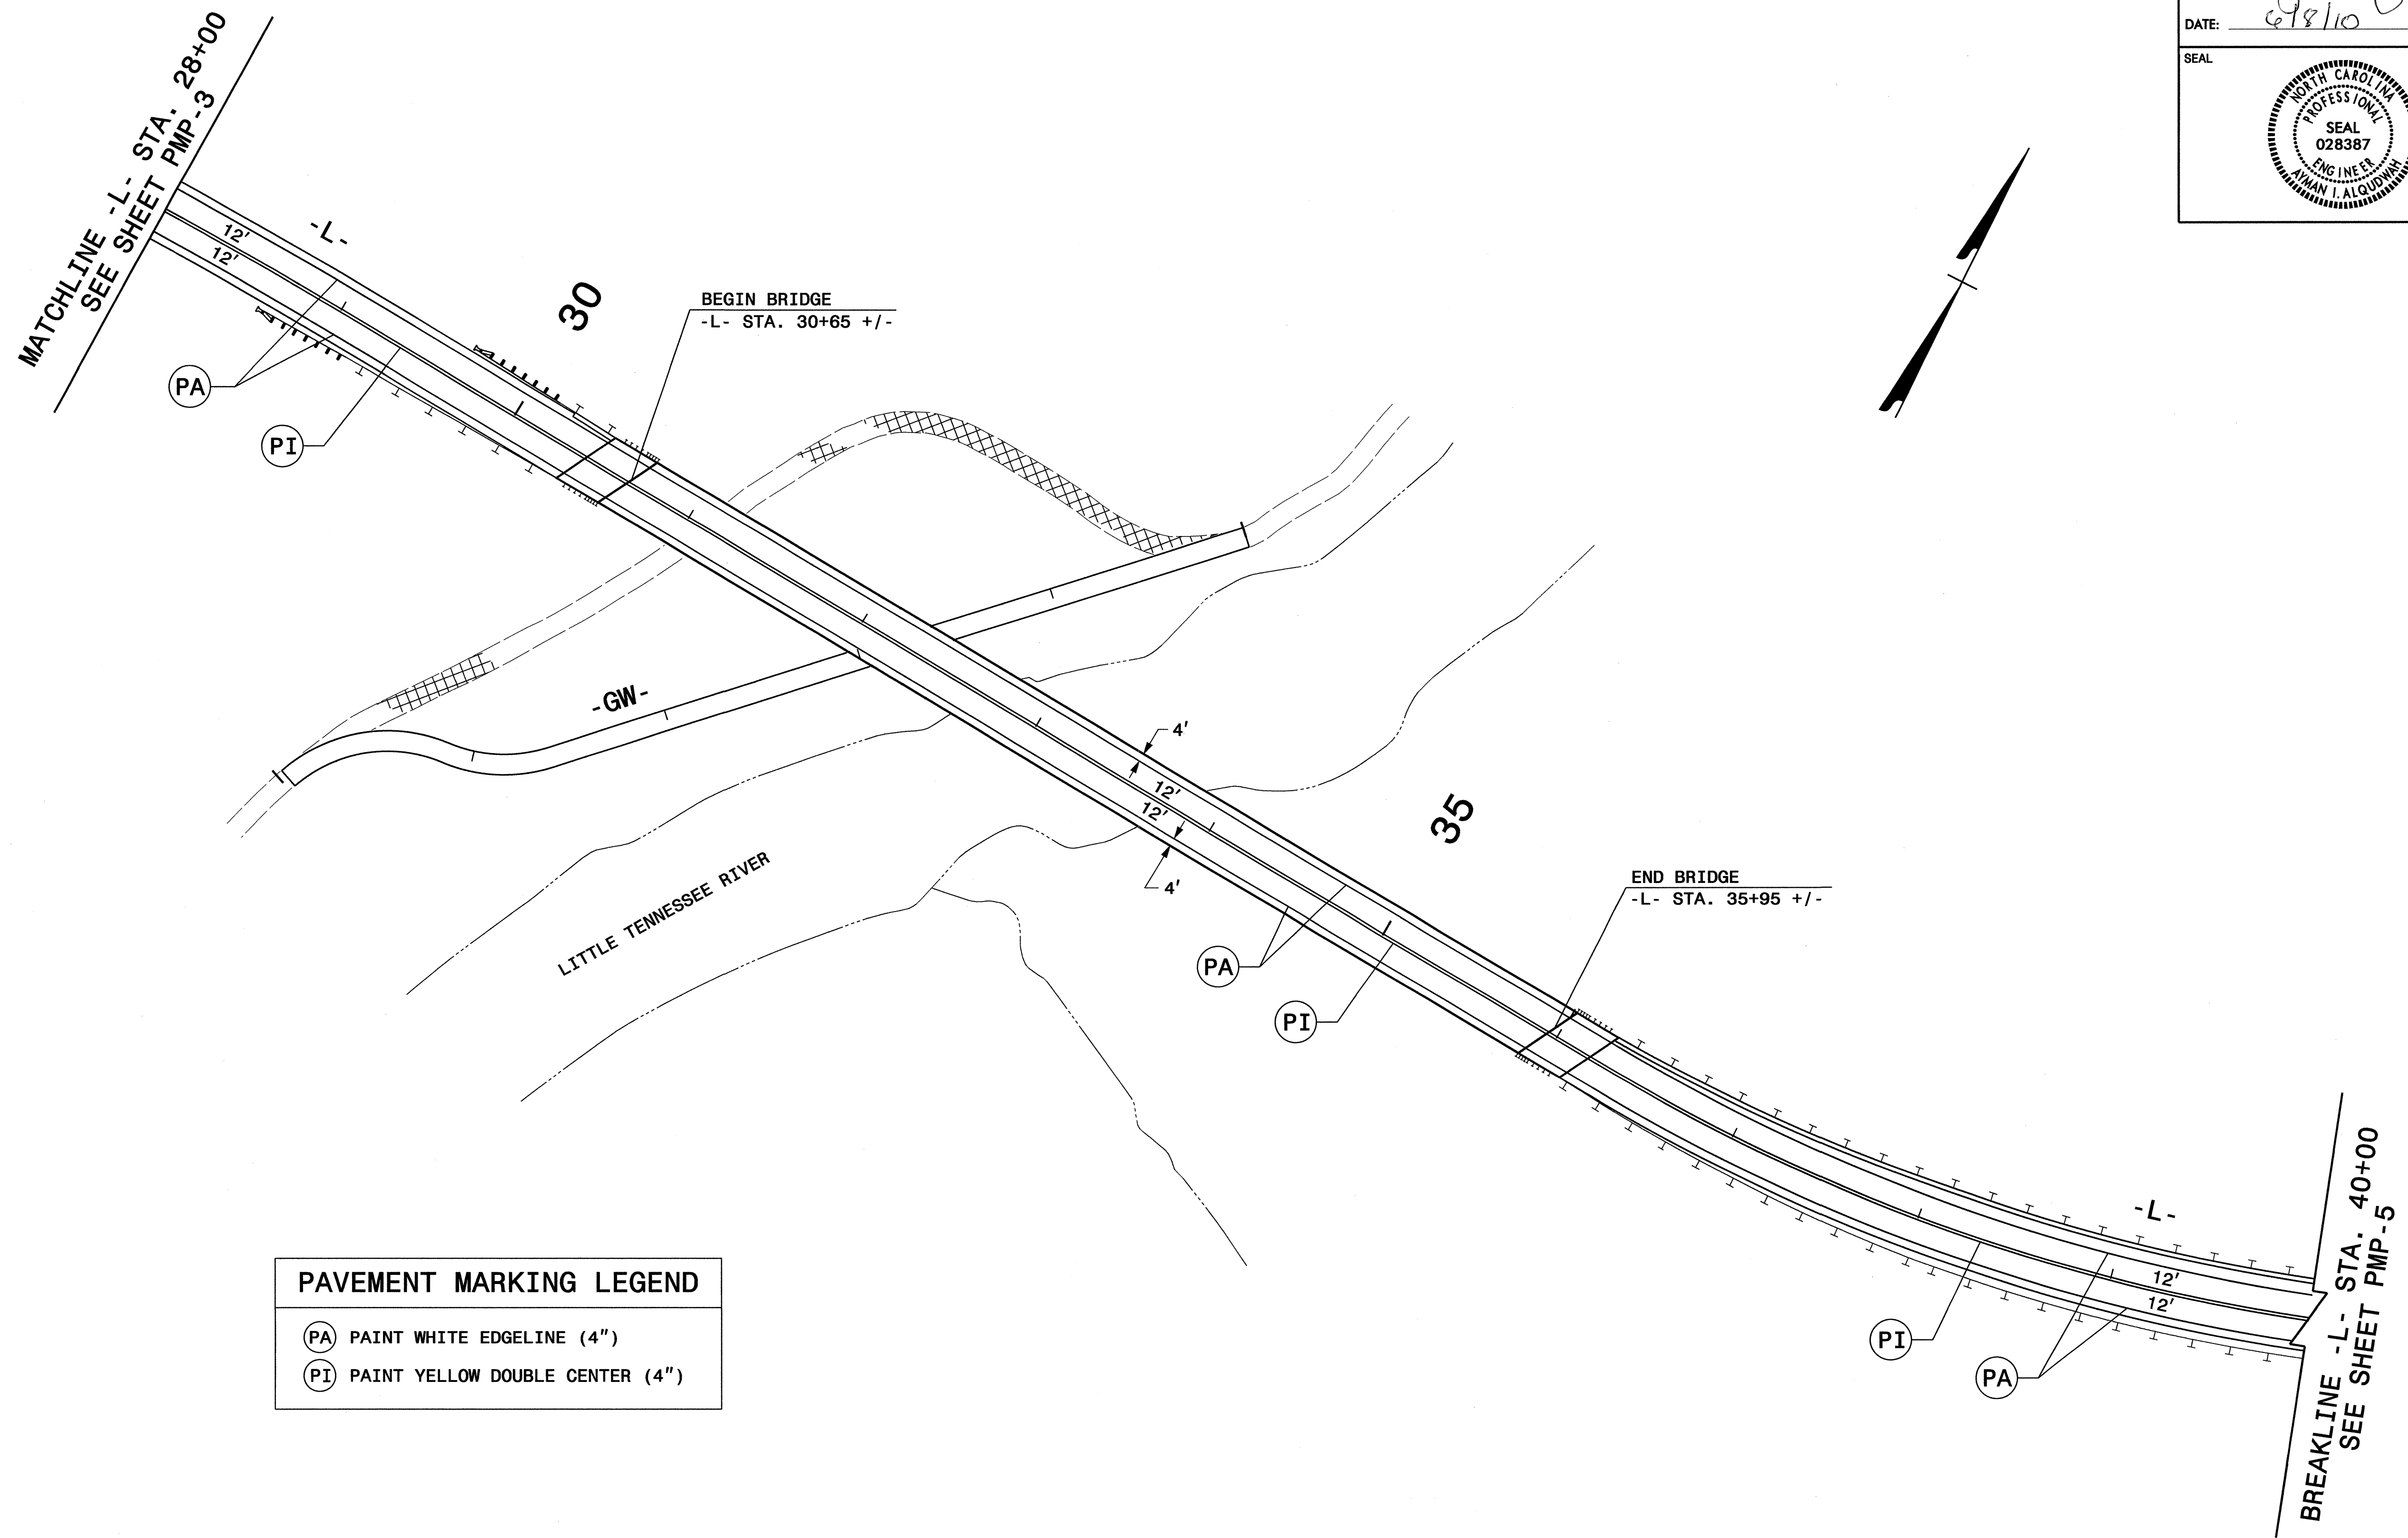 MATCHLINE -L- STA. 28+00
SEE SHEET PMP-3
-L-
12'
12'
30
BEGIN BRIDGE
-L- STA. 30+65 +/-
PA
PI
DATE:
SEAL
NORTH CAROLINA
PROFESSIONAL
SEAL
028387
ENGINEER
AYMAN I. ALQUDWAH
-GW-
4'
12'
12'
4'
35
LITTLE TENNESSEE RIVER
END BRIDGE
-L- STA. 35+95 +/-
PA
PI
-L-
12'
12'
PI
PA
BREAKLINE -L- STA. 40+00
SEE SHEET PMP-5
PAVEMENT MARKING LEGEND
PA PAINT WHITE EDGELINE (4")
PI PAINT YELLOW DOUBLE CENTER (4")